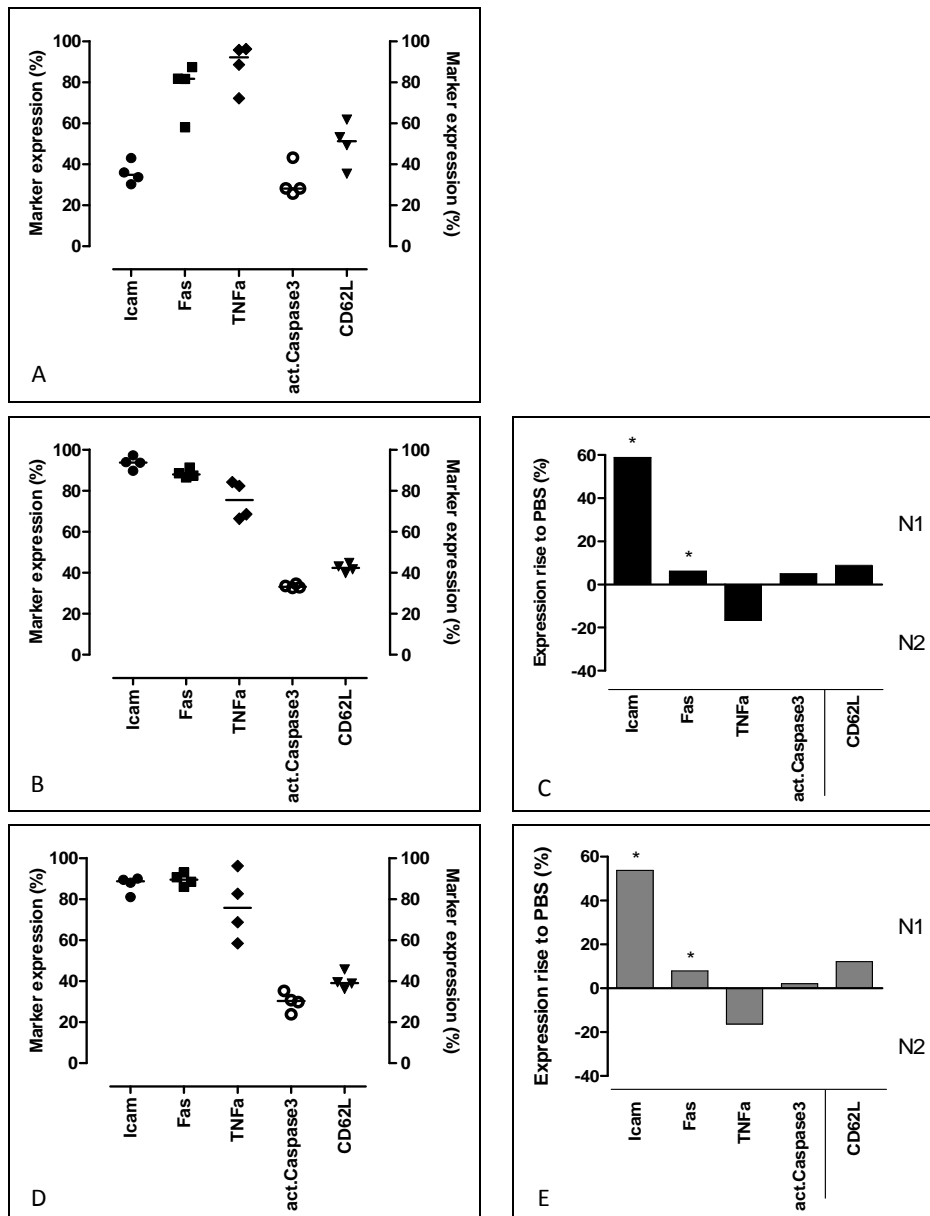 100
80
60
40
20
0
Marker expression (%)
100
80
60
40
20
0
Marker expression (%)
Icam
Fas
TNFa
act.Caspase3
CD62L
A
100
80
60
40
20
0
Marker expression (%)
100
80
60
40
20
0
Marker expression (%)
Icam
Fas
TNFa
act.Caspase3
CD62L
B
60
40
20
0
-20
-40
Expression rise to PBS (%)
*
*
N1
N2
Icam
Fas
TNFa
act.Caspase3
CD62L
C
100
80
60
40
20
0
Marker expression (%)
100
80
60
40
20
0
Marker expression (%)
Icam
Fas
TNFa
act.Caspase3
CD62L
D
60
40
20
0
-20
-40
Expression rise to PBS (%)
*
*
N1
N2
Icam
Fas
TNFa
act.Caspase3
CD62L
E